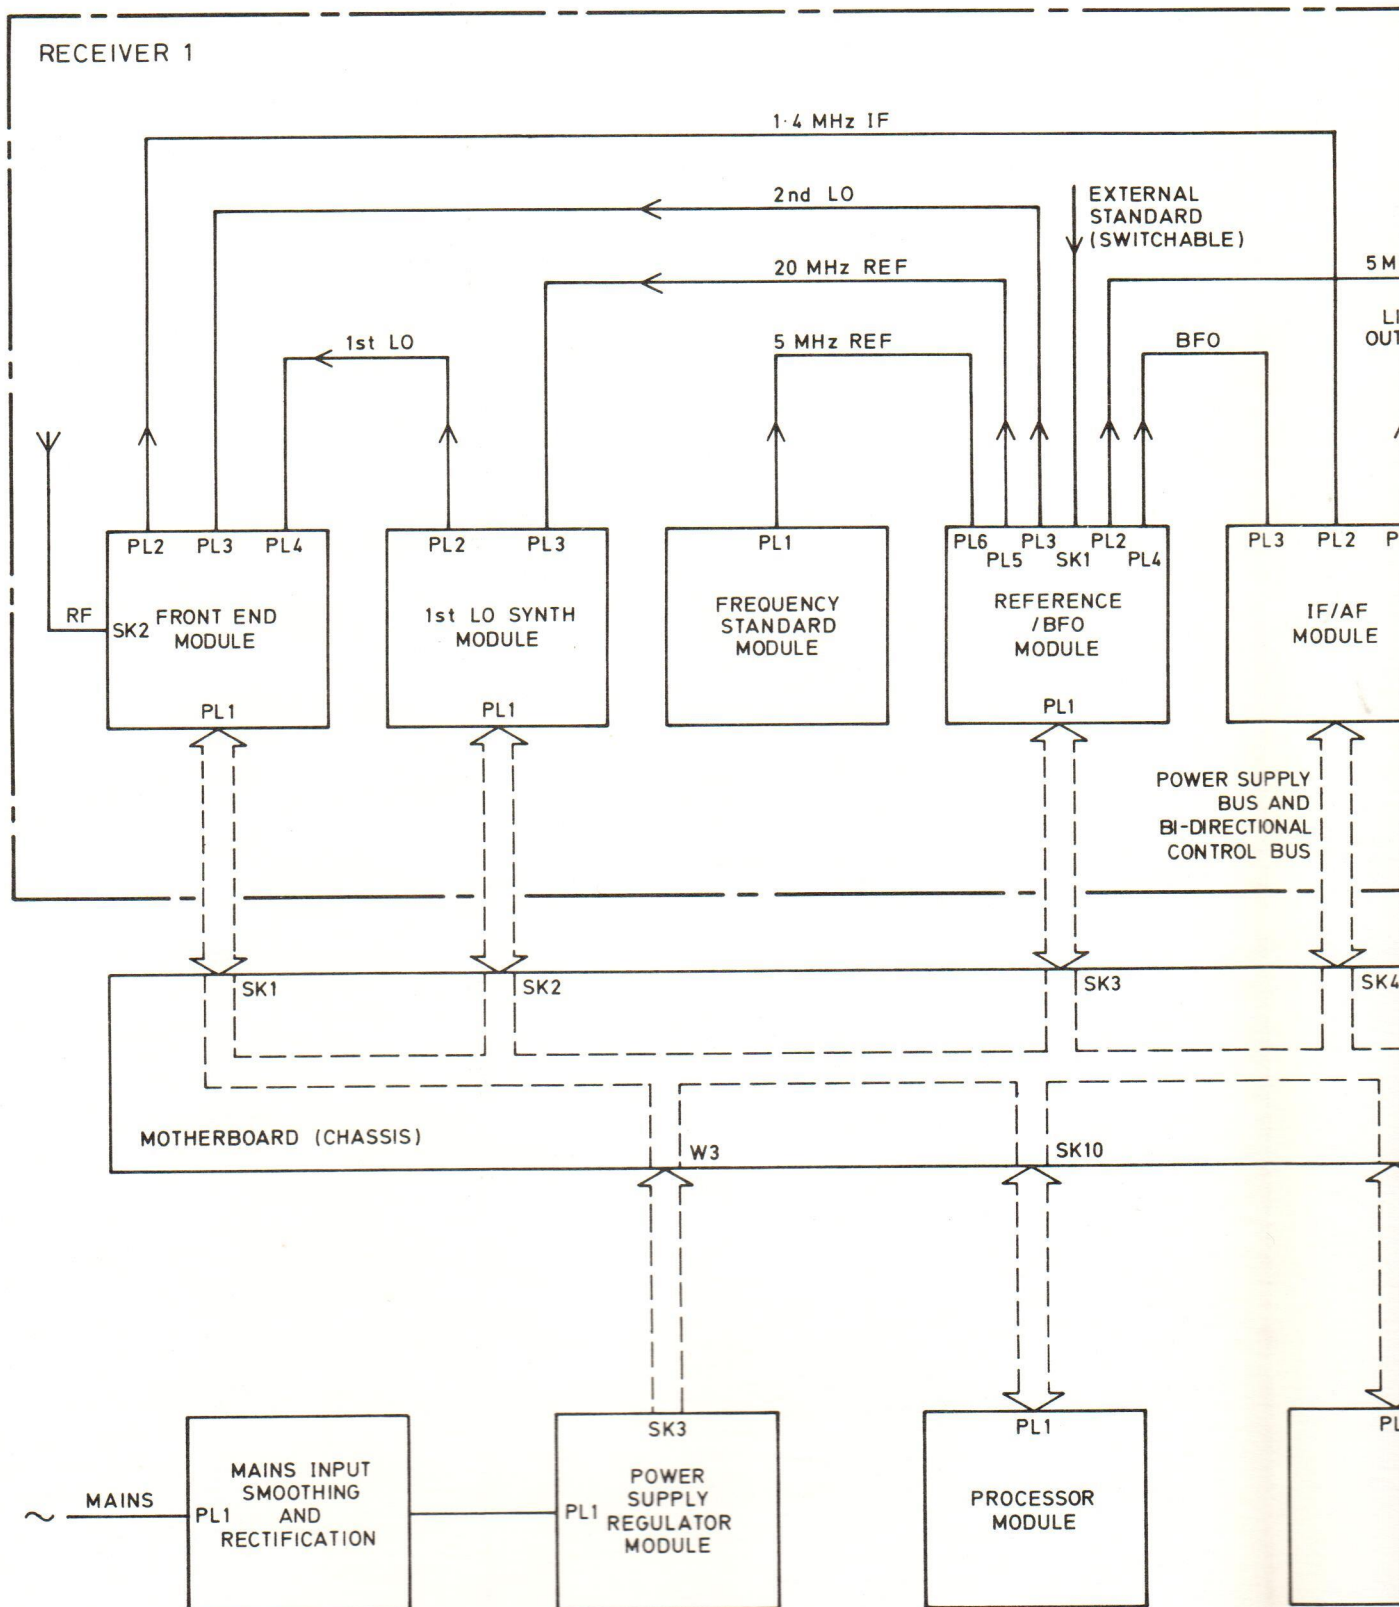 RECEIVER 1
1·4 MHz IF
2nd LO
EXTERNAL
STANDARD
(SWITCHABLE)
20 MHz REF
1st LO
5 MHz REF
BFO
PL2 PL3 PL4
PL2 PL3
PL1
PL6 PL5 PL3 SK1 PL2 PL4
PL3 PL2
RF
SK2
FRONT END
MODULE
PL1
1st LO SYNTH
MODULE
PL1
FREQUENCY
STANDARD
MODULE
REFERENCE
/BFO
MODULE
PL1
IF/AF
MODULE
POWER SUPPLY
BUS AND
BI-DIRECTIONAL
CONTROL BUS
SK1
SK2
SK3
SK4
MOTHERBOARD (CHASSIS)
W3
SK10
MAINS
PL1
MAINS INPUT
SMOOTHING
AND
RECTIFICATION
SK3
PL1
POWER
SUPPLY
REGULATOR
MODULE
PL1
PROCESSOR
MODULE